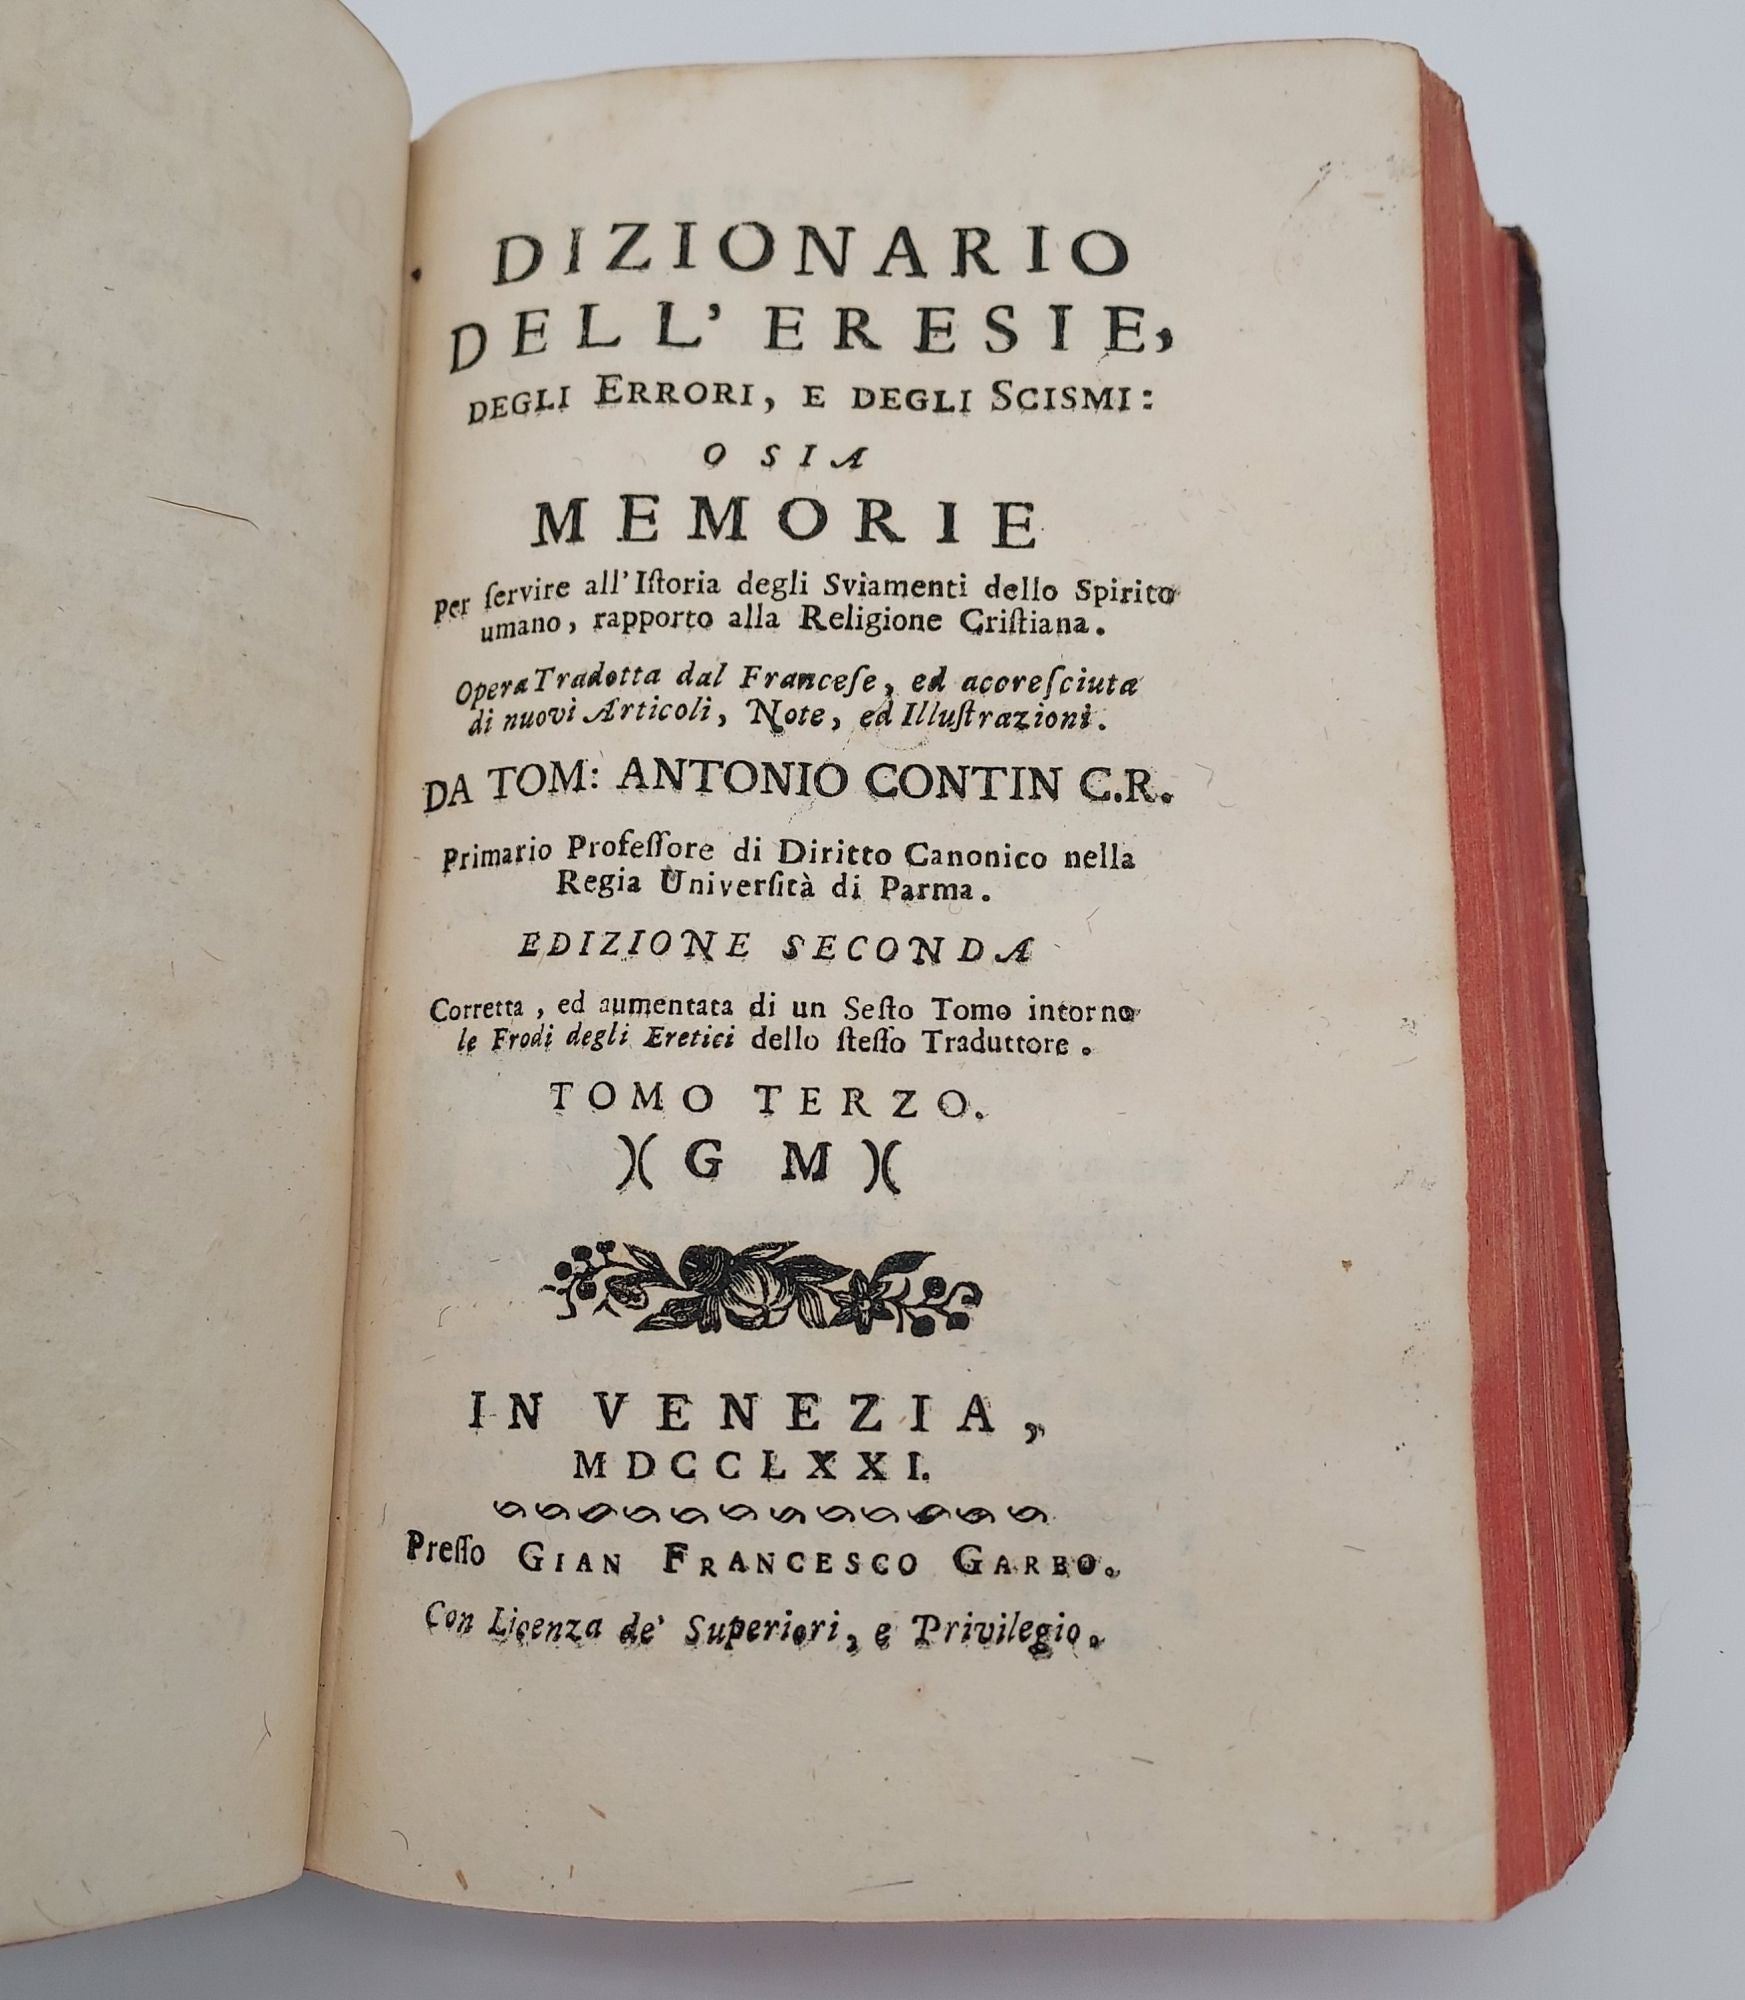 DIZIONARIO
DELL' ERESIE,
DEGLI ERRORI, E DEGLI SCISMI:
O SIA
MEMORIE
Per ſervire all'Iſtoria degli Sviamenti dello Spirito
umano, rapporto alla Religione Criſtiana.
Opera Tradotta dal Franceſe, ed acoreſciuta
di nuovi Articoli, Note, ed Illuſtrazioni.
DA TOM: ANTONIO CONTIN C.R.
Primario Profeſſore di Diritto Canonico nella
Regia Univerſità di Parma.
EDIZIONE SECONDA
Corretta, ed aumentata di un Seſto Tomo intorno
le Frodi degli Eretici dello ſteſſo Traduttore.
TOMO TERZO.
)( G M )(
IN VENEZIA,
MDCCLXXI.
Preſſo GIAN FRANCESCO GARBO.
Con Licenza de' Superiori, e Privilegio.